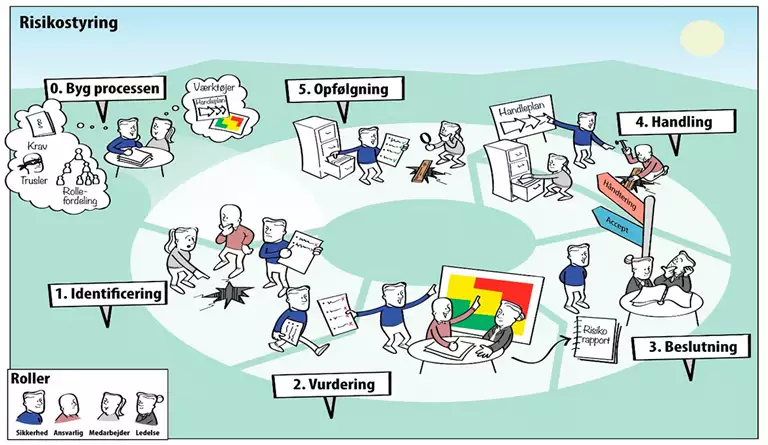 Risikostyring
0. Byg processen
Værktøjer
Handleplan
Krav
Trusler
Rolle-
fordeling
5. Opfølgning
Handleplan
4. Handling
Håndtering
Accept
1. Identificering
2. Vurdering
Risiko
rapport
3. Beslutning
Roller
Sikkerhed
Ansvarlig
Medarbejder
Ledelse